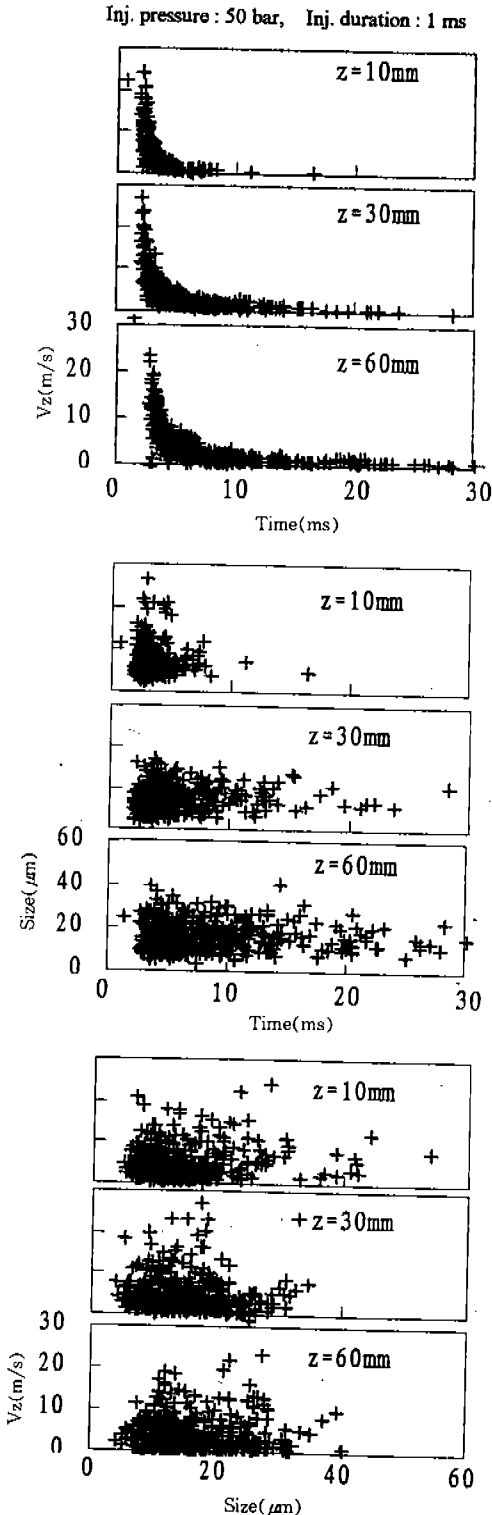 Inj. pressure : 50 bar, Inj. duration : 1 ms
z=10mm
z=30mm
30
20
10
0
Vz(m/s)
z=60mm
0 10 20 30
Time(ms)
z=10mm
z=30mm
60
40
20
0
Size(μm)
z=60mm
0 10 20 30
Time(ms)
z=10mm
z=30mm
30
20
10
0
Vz(m/s)
z=60mm
0 20 40 60
Size(μm)